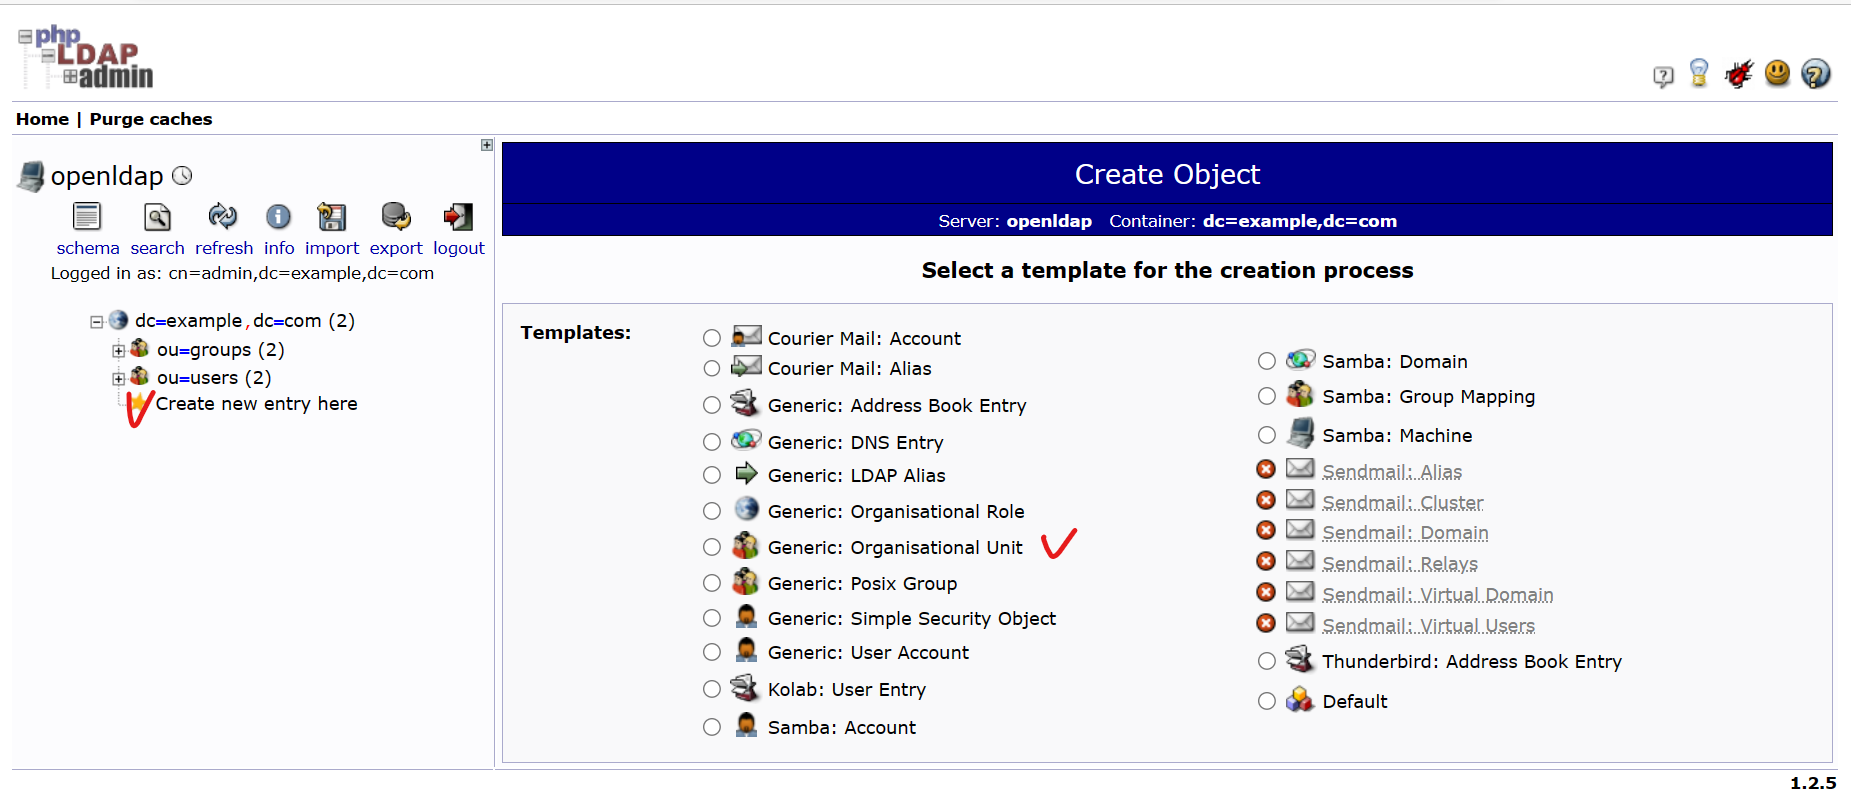 php
LDAP
admin
Home | Purge caches
openldap
schema search refresh info import export logout
Logged in as: cn=admin,dc=example,dc=com
dc=example,dc=com (2)
ou=groups (2)
ou=users (2)
Create new entry here
Create Object
Server: openldap Container: dc=example,dc=com
Select a template for the creation process
Templates:
Courier Mail: Account
Courier Mail: Alias
Generic: Address Book Entry
Generic: DNS Entry
Generic: LDAP Alias
Generic: Organisational Role
Generic: Organisational Unit
Generic: Posix Group
Generic: Simple Security Object
Generic: User Account
Kolab: User Entry
Samba: Account
Samba: Domain
Samba: Group Mapping
Samba: Machine
Sendmail: Alias
Sendmail: Cluster
Sendmail: Domain
Sendmail: Relays
Sendmail: Virtual Domain
Sendmail: Virtual Users
Thunderbird: Address Book Entry
Default
1.2.5